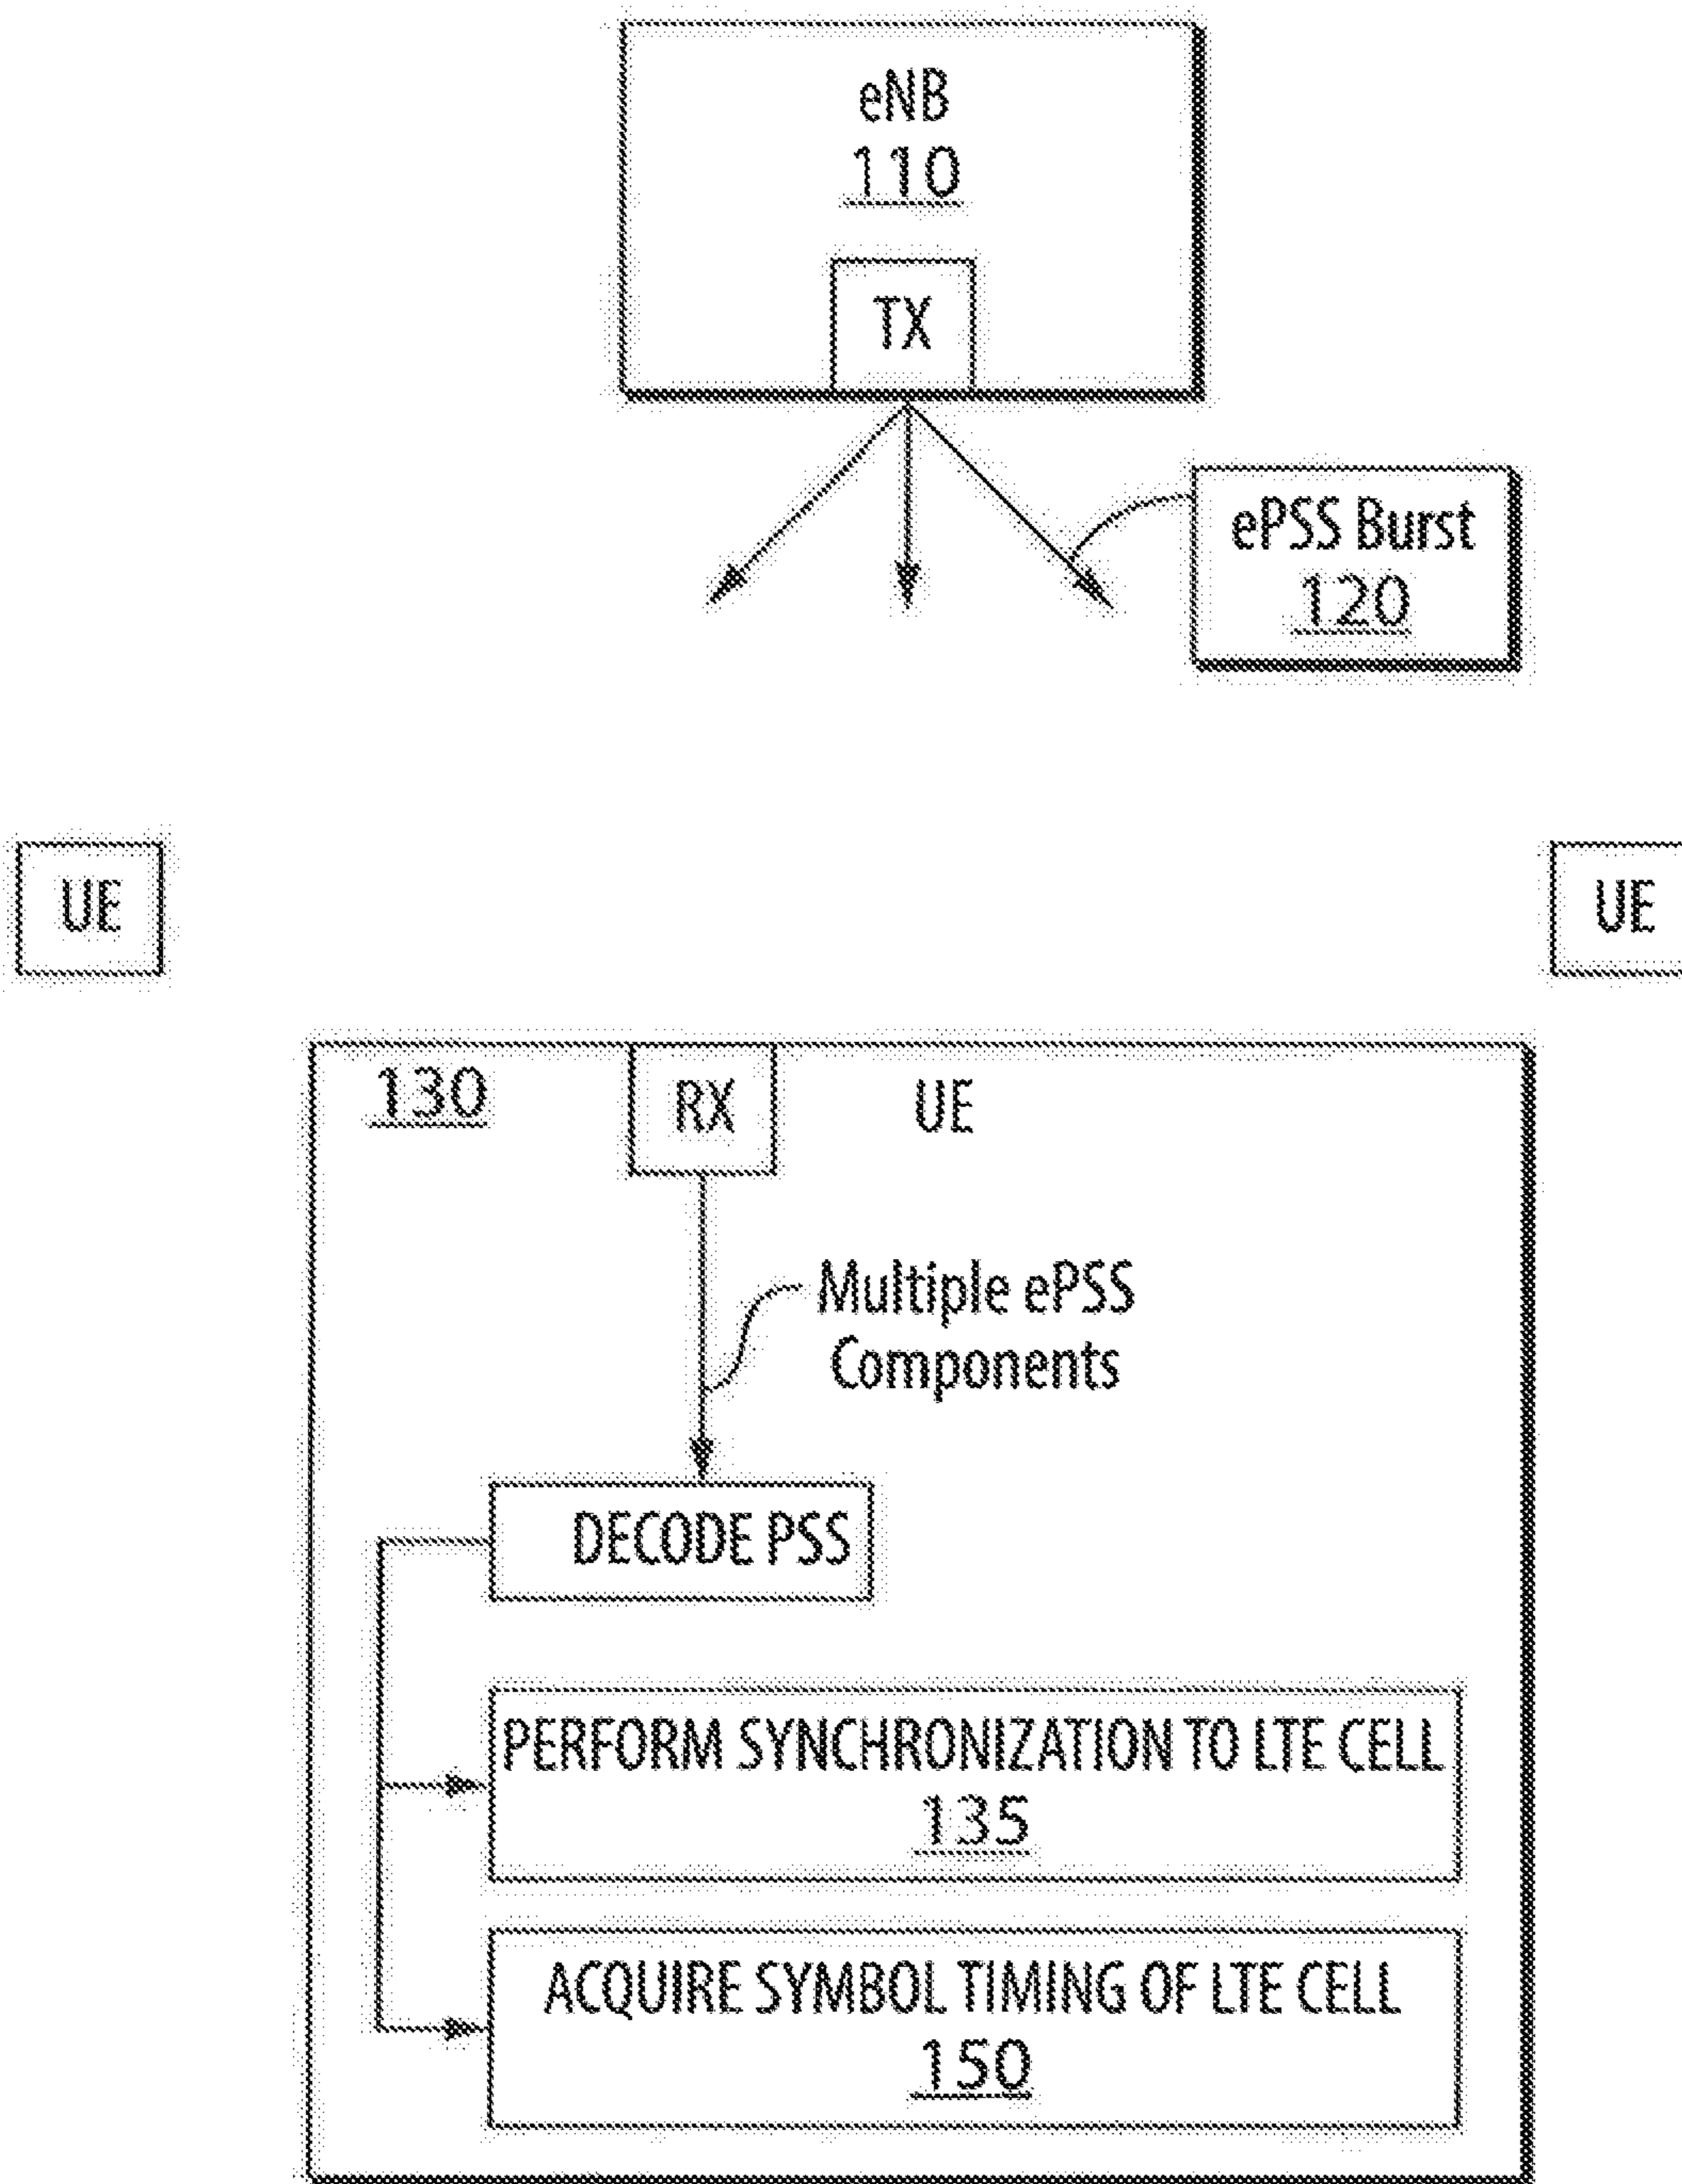 eNB
110
TX
ePSS Burst
120
UE
UE
130
RX
UE
Multiple ePSS
Components
DECODE PSS
PERFORM SYNCHRONIZATION TO LTE CELL
135
ACQUIRE SYMBOL TIMING OF LTE CELL
150